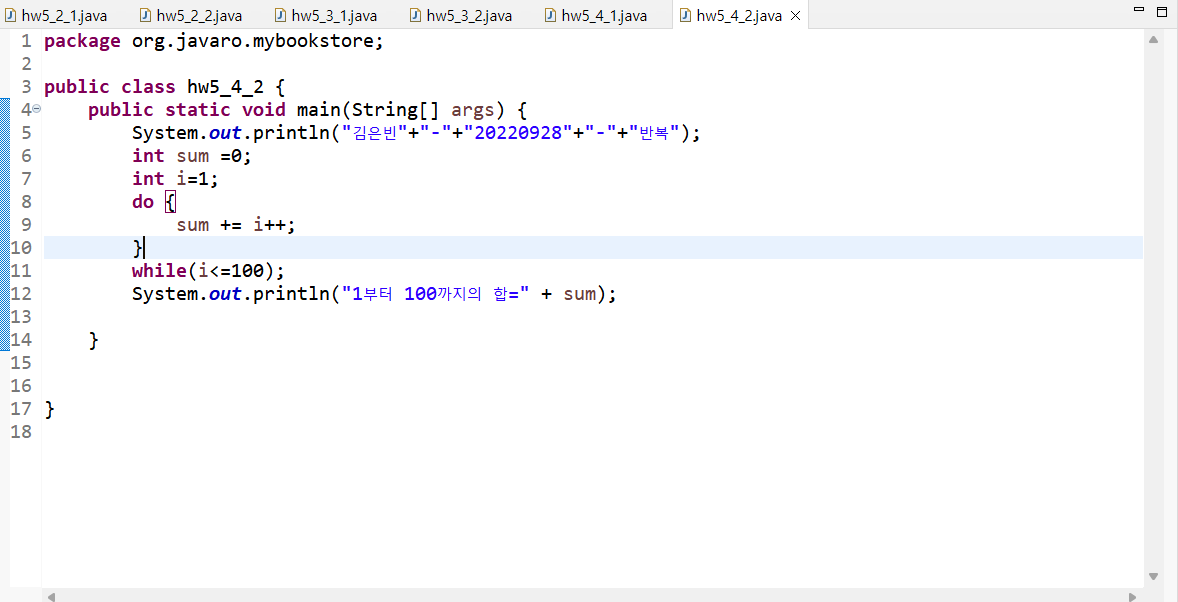 hw5_2_1.java hw5_2_2.java hw5_3_1.java hw5_3_2.java hw5_4_1.java hw5_4_2.java
1 package org.javaro.mybookstore;
2
3 public class hw5_4_2 {
4 public static void main(String[] args) {
5 System.out.println("김은빈"+"-"+"20220928"+"-"+"반복");
6 int sum =0;
7 int i=1;
8 do {
9 sum += i++;
10 }
11 while(i<=100);
12 System.out.println("1부터 100까지의 합=" + sum);
13
14 }
15
16
17 }
18